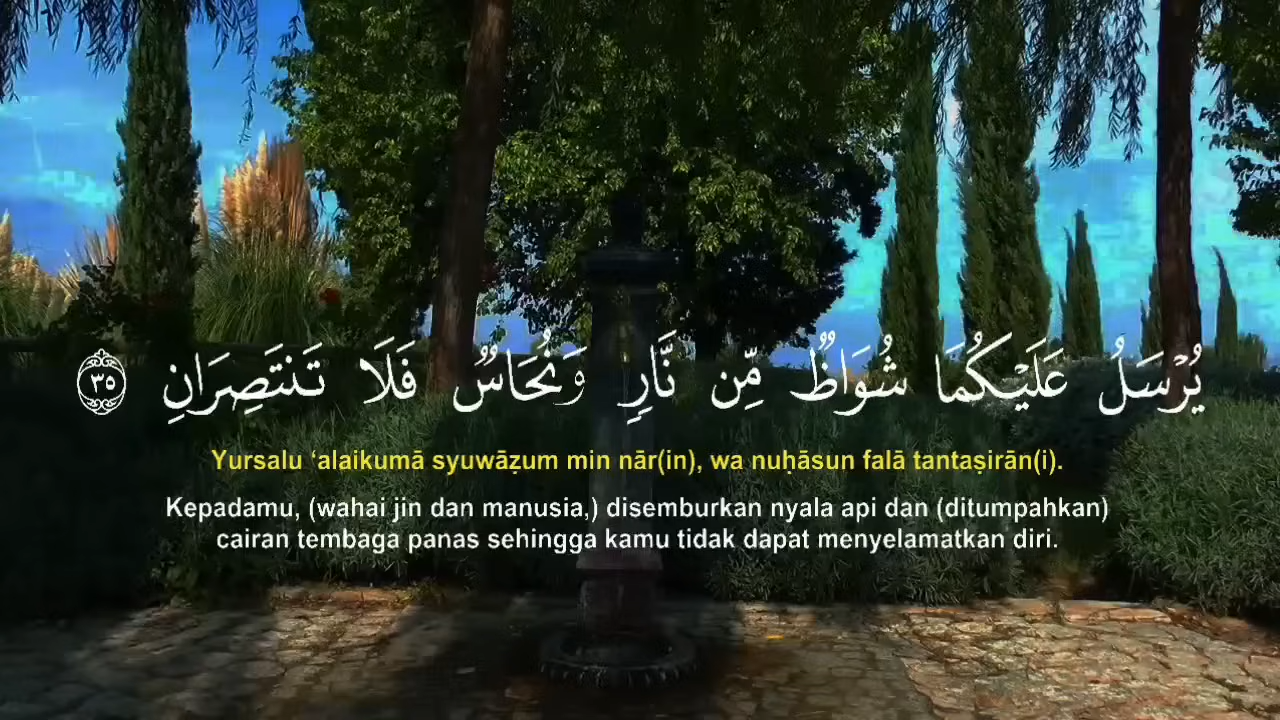 يُرْسَلُ عَلَيْكُمَا شُوَاظٌ مِّن نَّارٍ وَنُحَاسٌ فَلَا تَنتَصِرَانِ ٣٥
Yursalu ‘alaikumā syuwāẓum min nār(in), wa nuḥāsun falā tantaṣirān(i).
Kepadamu, (wahai jin dan manusia,) disemburkan nyala api dan (ditumpahkan)
cairan tembaga panas sehingga kamu tidak dapat menyelamatkan diri.